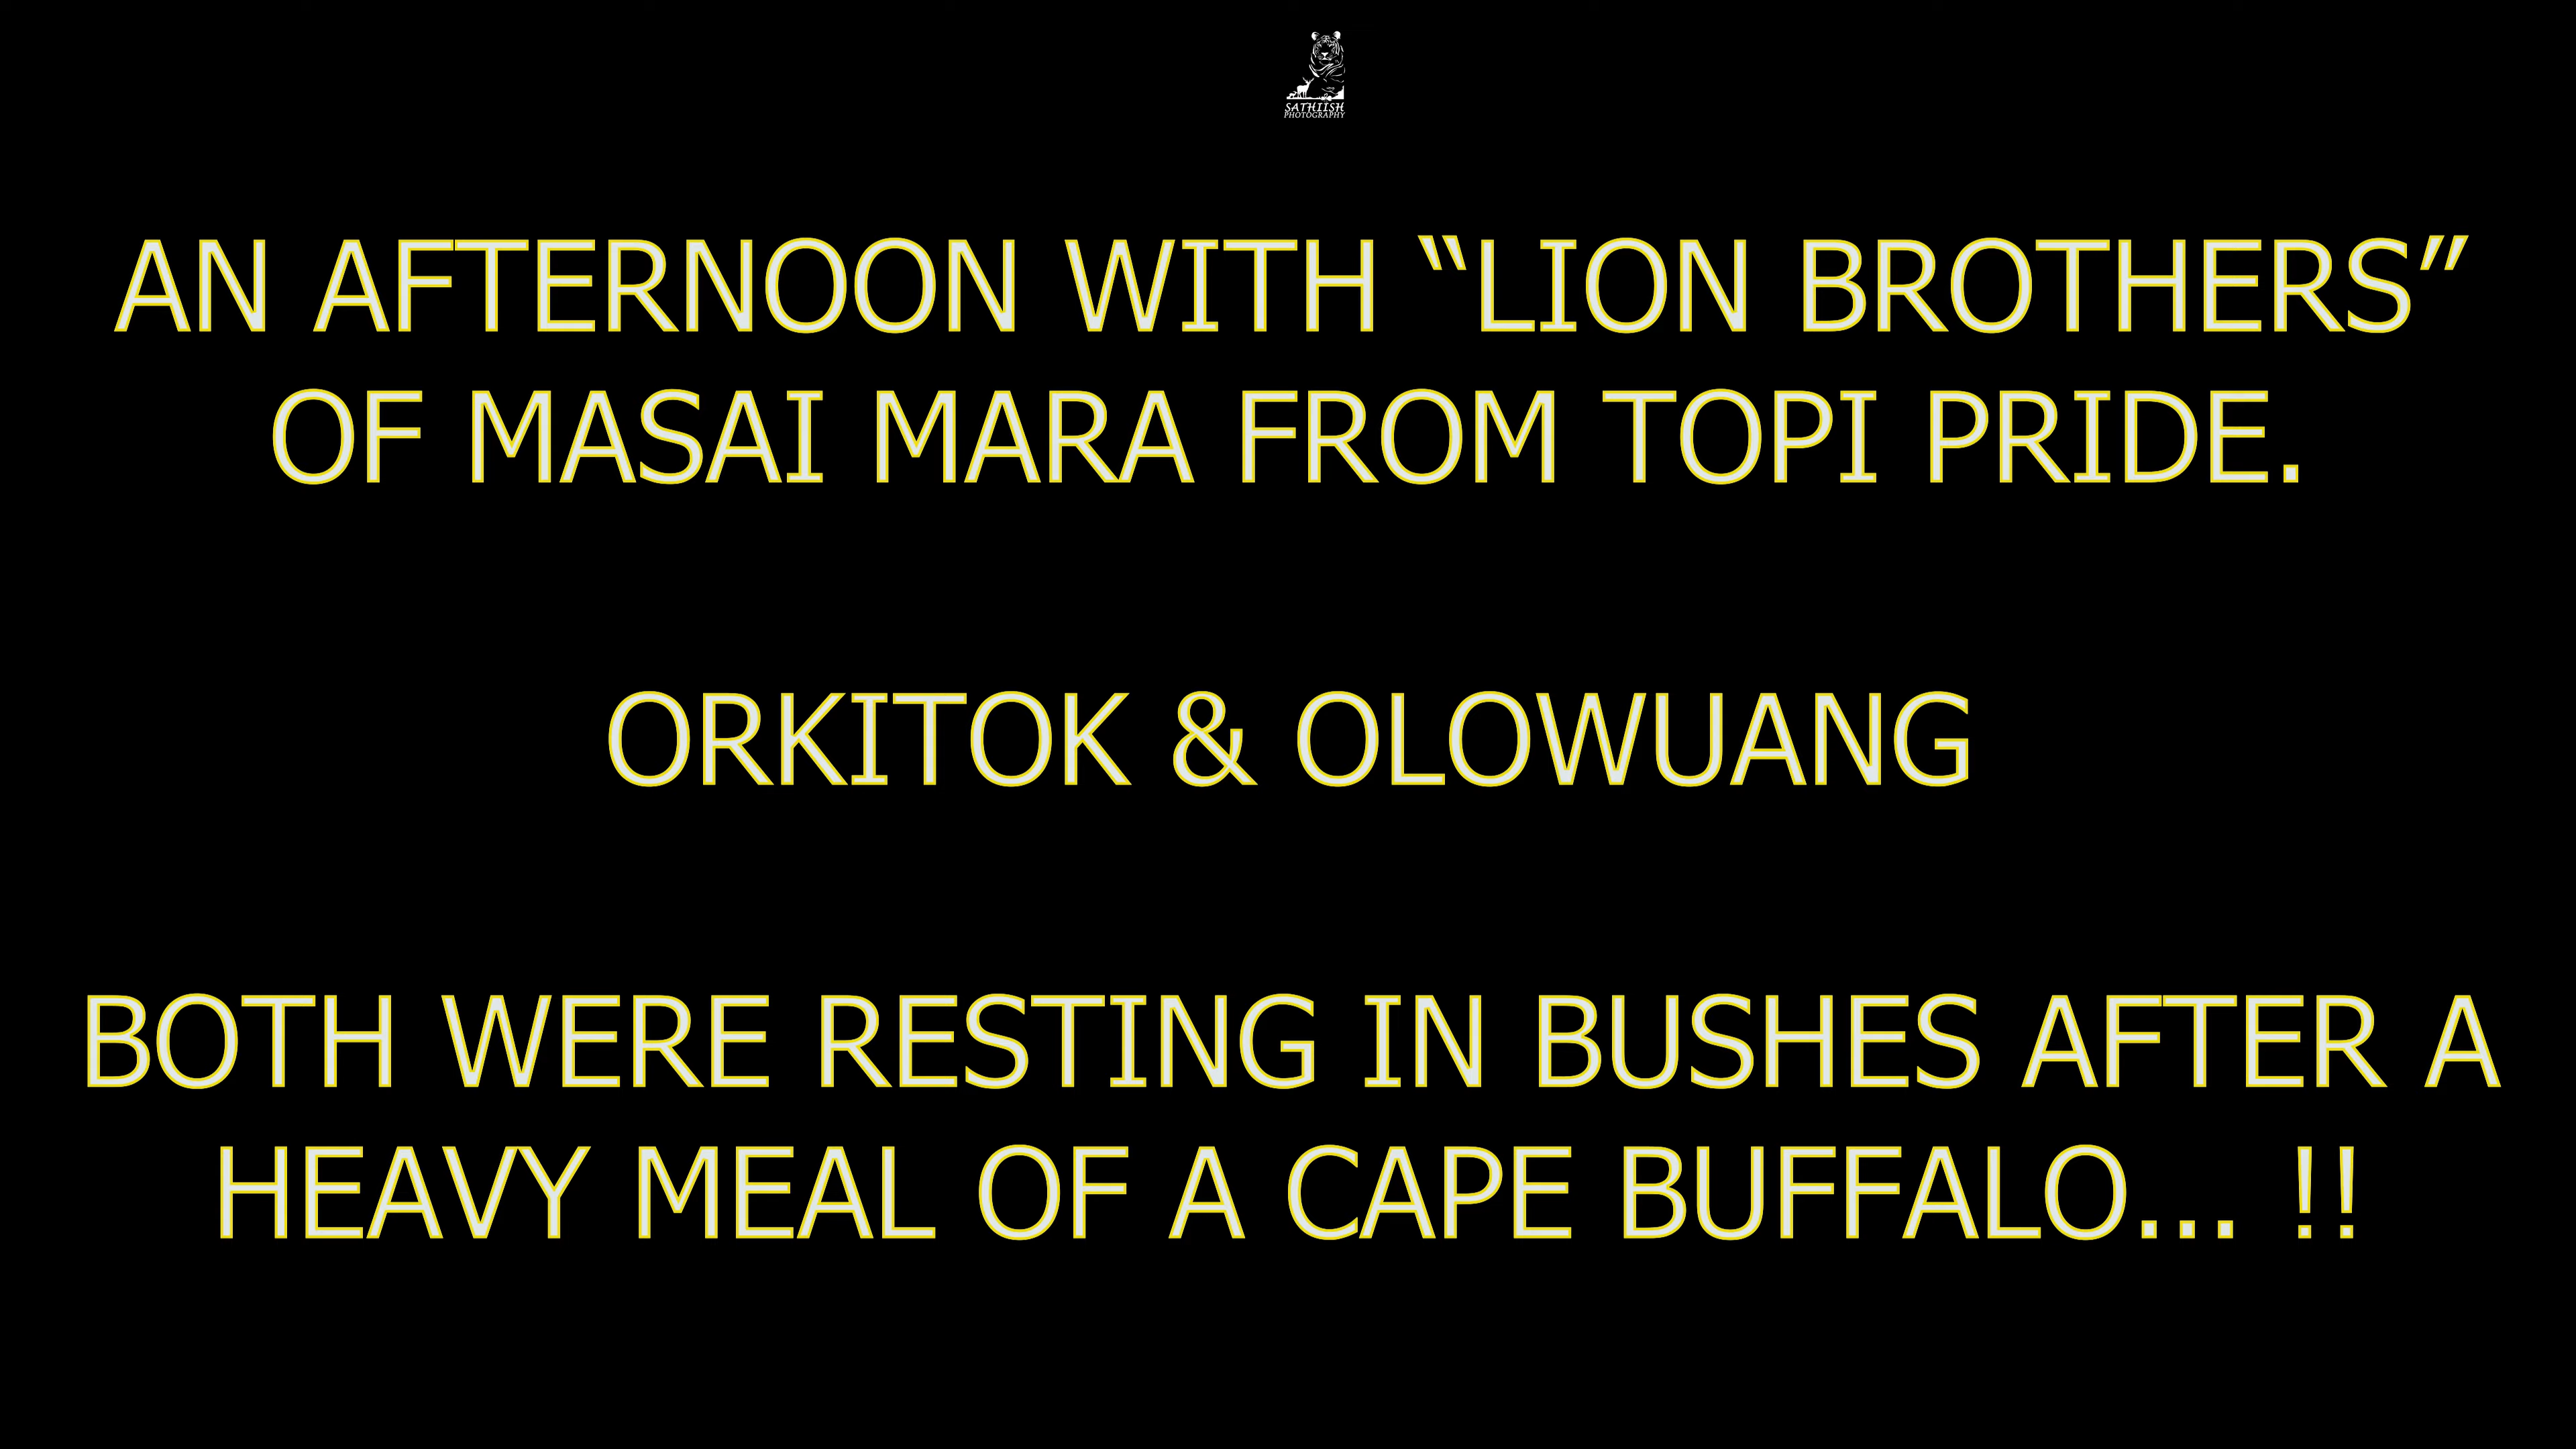 SATHIISH
PHOTOGRAPHY
AN AFTERNOON WITH “LION BROTHERS”
OF MASAI MARA FROM TOPI PRIDE.
ORKITOK & OLOWUANG
BOTH WERE RESTING IN BUSHES AFTER A
HEAVY MEAL OF A CAPE BUFFALO... !!